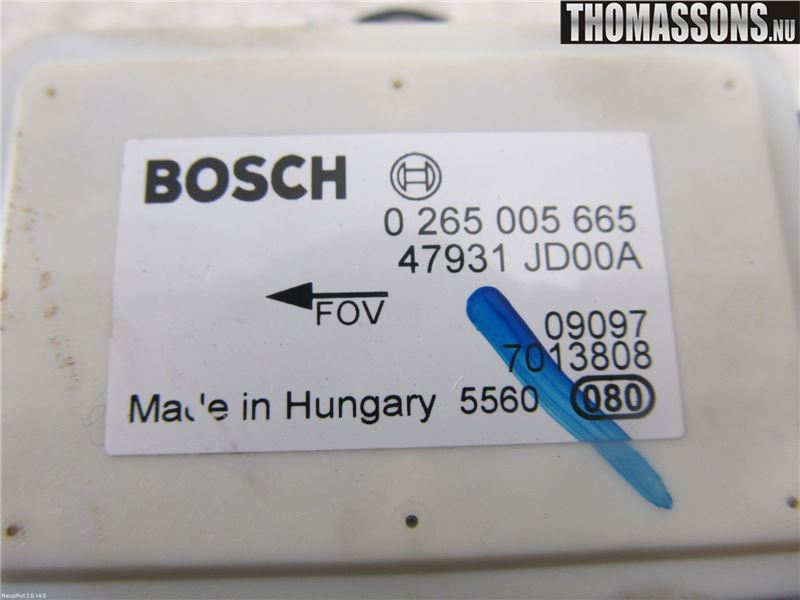 THOMASSONS.NU
BOSCH
0 265 005 665
47931 JD00A
FOV
09097
7013808
Made in Hungary 5560 080
RecoPict 2.6.14.0